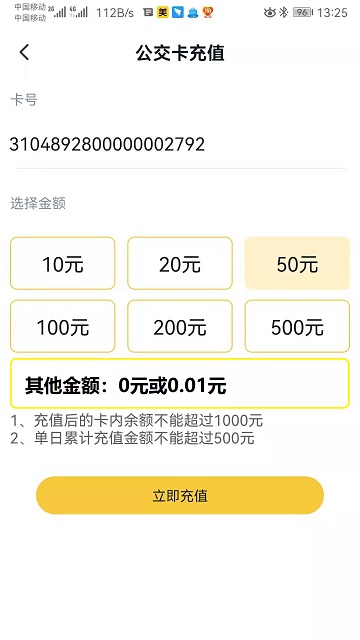 中国移动 2G 4G 112B/S 美 96 13:25
中国移动
公交卡充值
卡号
3104892800000002792
选择金额
10元 20元 50元
100元 200元 500元
其他金额：0元或0.01元
1、充值后的卡内余额不能超过1000元
2、单日累计充值金额不能超过500元
立即充值